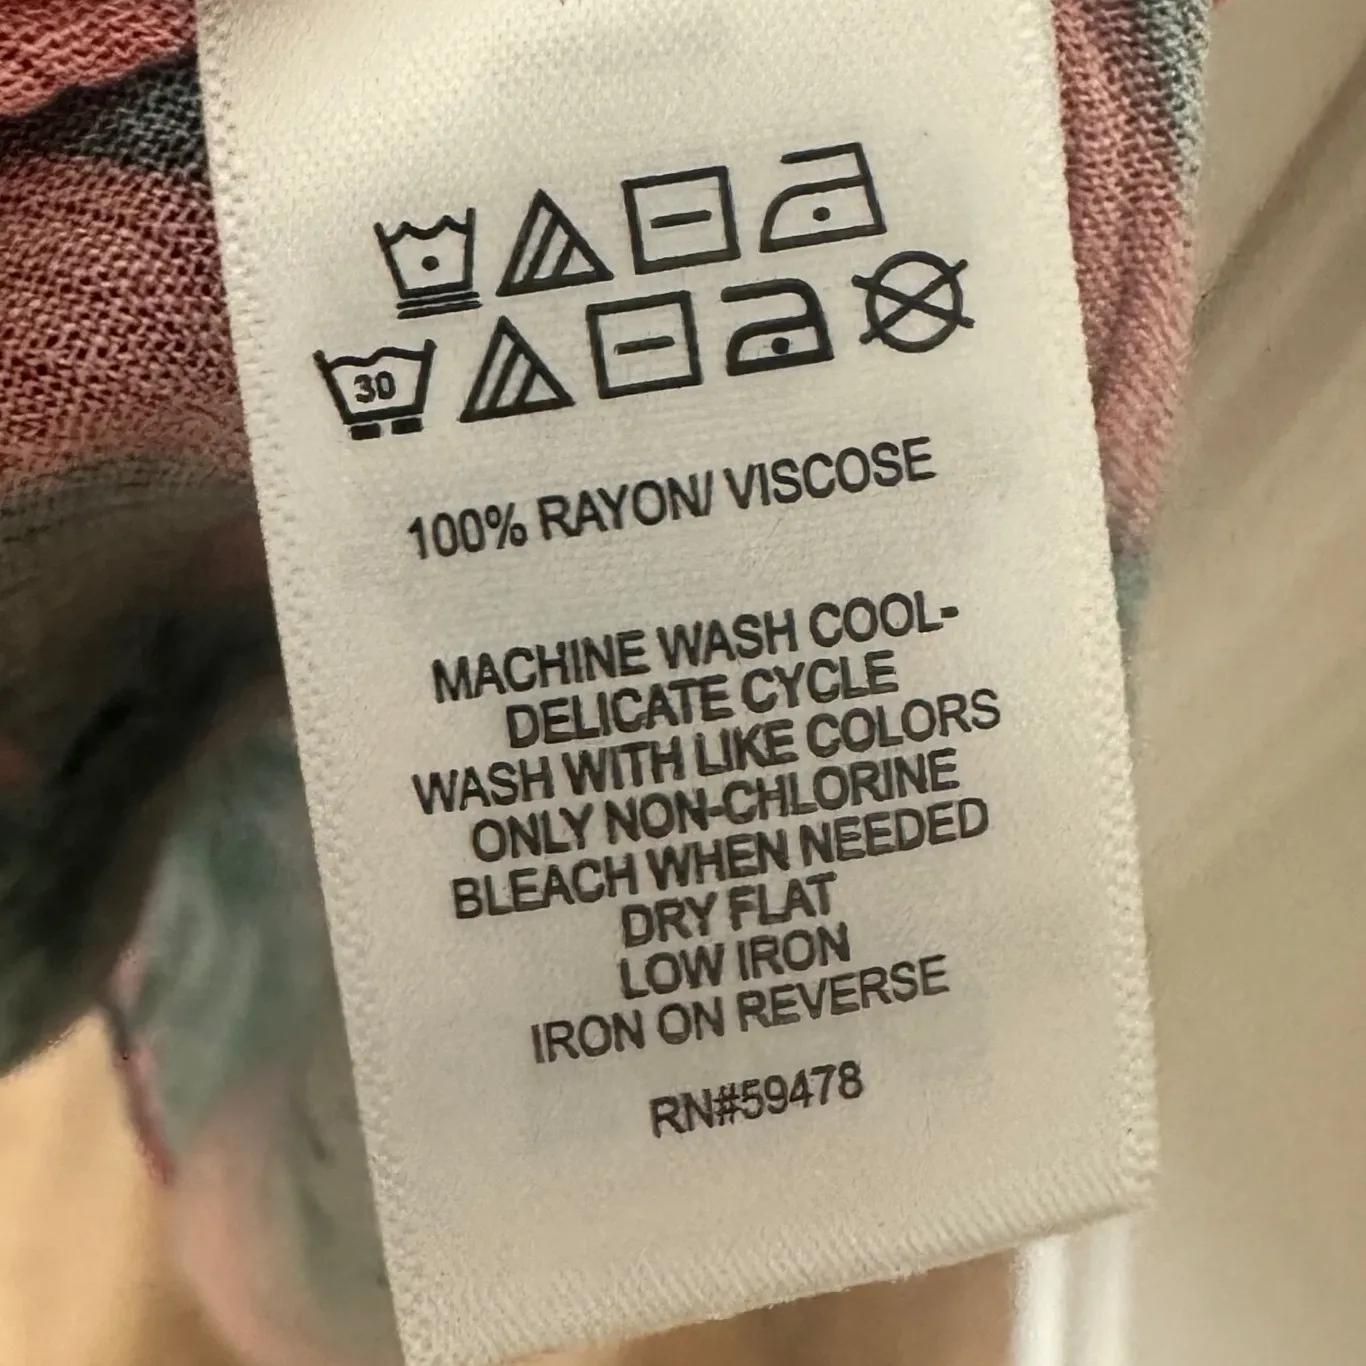 30
100% RAYON/ VISCOSE
MACHINE WASH COOL-
DELICATE CYCLE
WASH WITH LIKE COLORS
ONLY NON-CHLORINE
BLEACH WHEN NEEDED
DRY FLAT
LOW IRON
IRON ON REVERSE
RN#59478